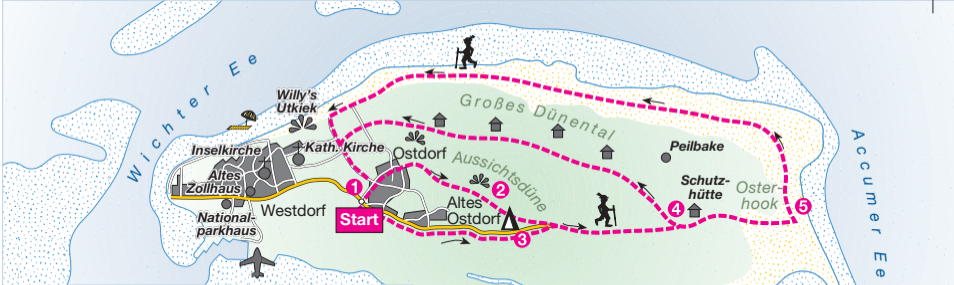 Wichter Ee
Willy's
Utkiek
Großes Dünental
Inselkirche
Kath. Kirche
Ostdorf
Peilbake
Altes
Zollhaus
Aussichtsdüne
Schutz-
hütte
Oster-
hook
Accumer Ee
1
2
National-
parkhaus
Westdorf
Start
Altes
Ostdorf
3
4
5